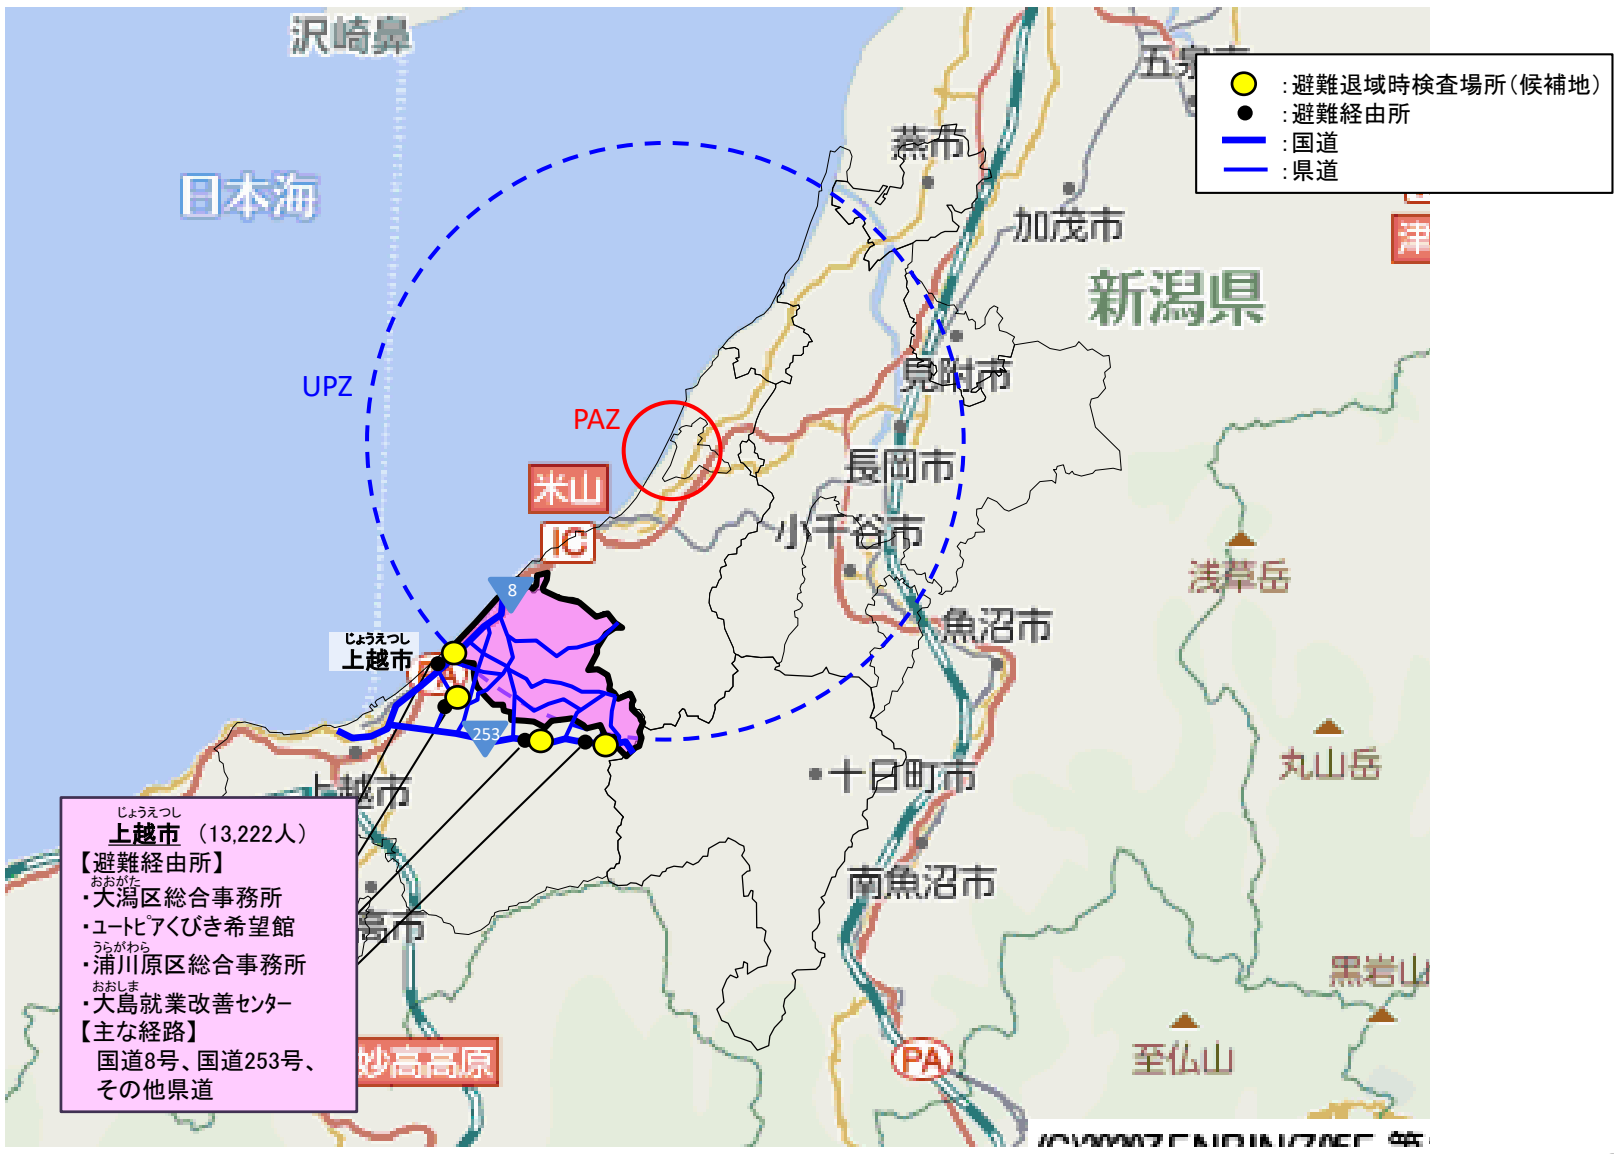 沢崎鼻
五泉市
:避難退域時検査場所(候補地)
:避難経由所
:国道
:県道
燕市
日本海
加茂市
津
新潟県
見附市
UPZ
PAZ
長岡市
米山
IC
小千谷市
浅草岳
8
魚沼市
じょうえつし
上越市
PA
253
丸山岳
十日町市
上越市
じょうえつし
上越市 (13,222人)
【避難経由所】
おおがた
・大潟区総合事務所
・ユートピアくびき希望館
うらがわら
・浦川原区総合事務所
おおしま
・大島就業改善センター
【主な経路】
国道8号、国道253号、
その他県道
南魚沼市
高市
黒岩山
妙高高原
PA
至仏山